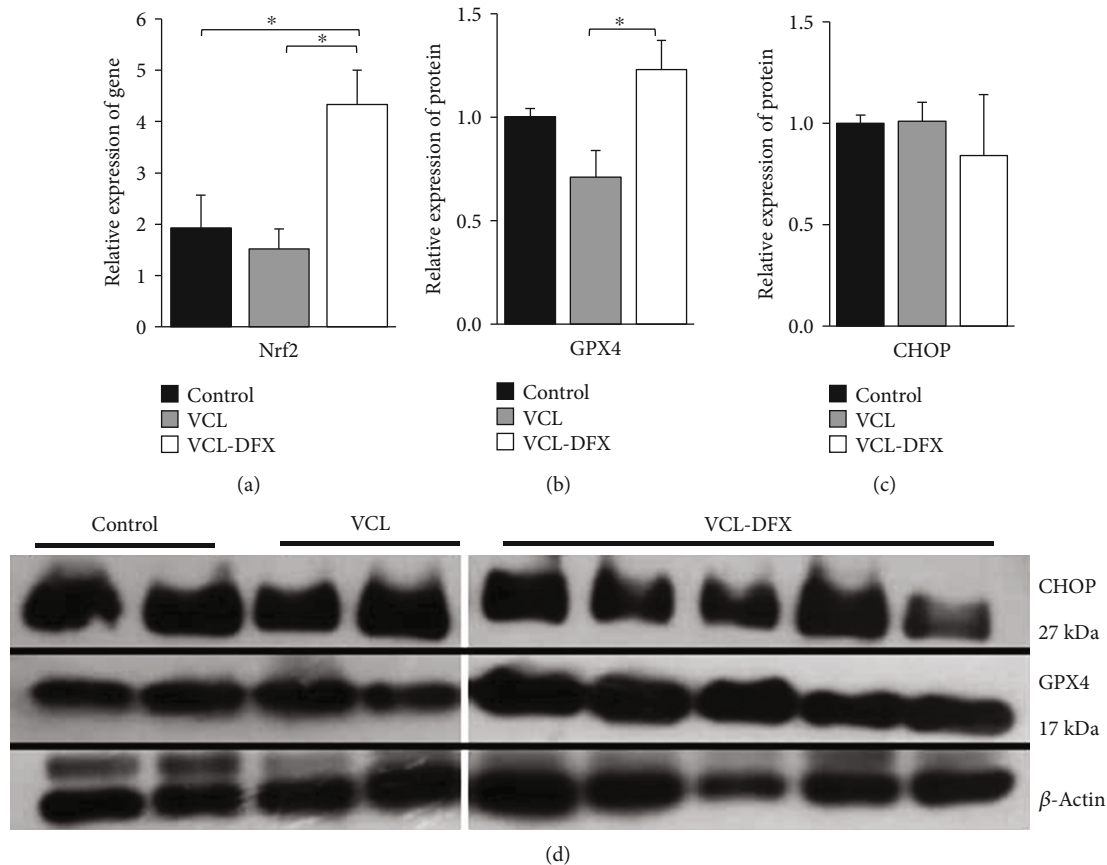 Relative expression of gene
6
5
4
3
2
1
0
*
*
Nrf2
Control
VCL
VCL-DFX
(a)
Relative expression of protein
1.5
1.0
0.5
0.0
*
GPX4
Control
VCL
VCL-DFX
(b)
Relative expression of protein
1.5
1.0
0.5
0.0
CHOP
Control
VCL
VCL-DFX
(c)
Control
VCL
VCL-DFX
CHOP
27 kDa
GPX4
17 kDa
β-Actin
(d)